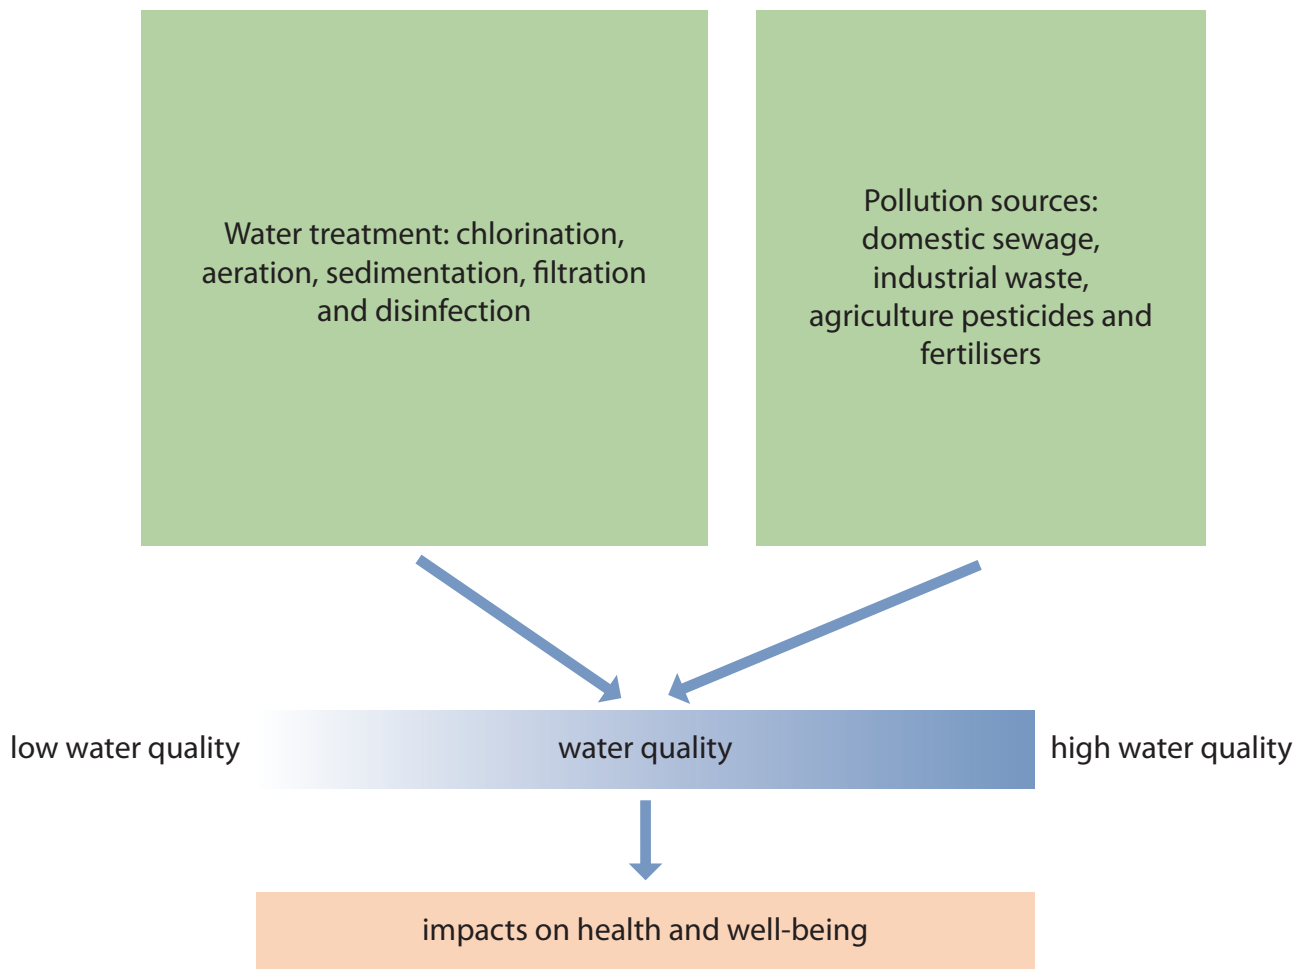 Water treatment: chlorination,
aeration, sedimentation, filtration
and disinfection
Pollution sources:
domestic sewage,
industrial waste,
agriculture pesticides and
fertilisers
low water quality
water quality
high water quality
impacts on health and well-being